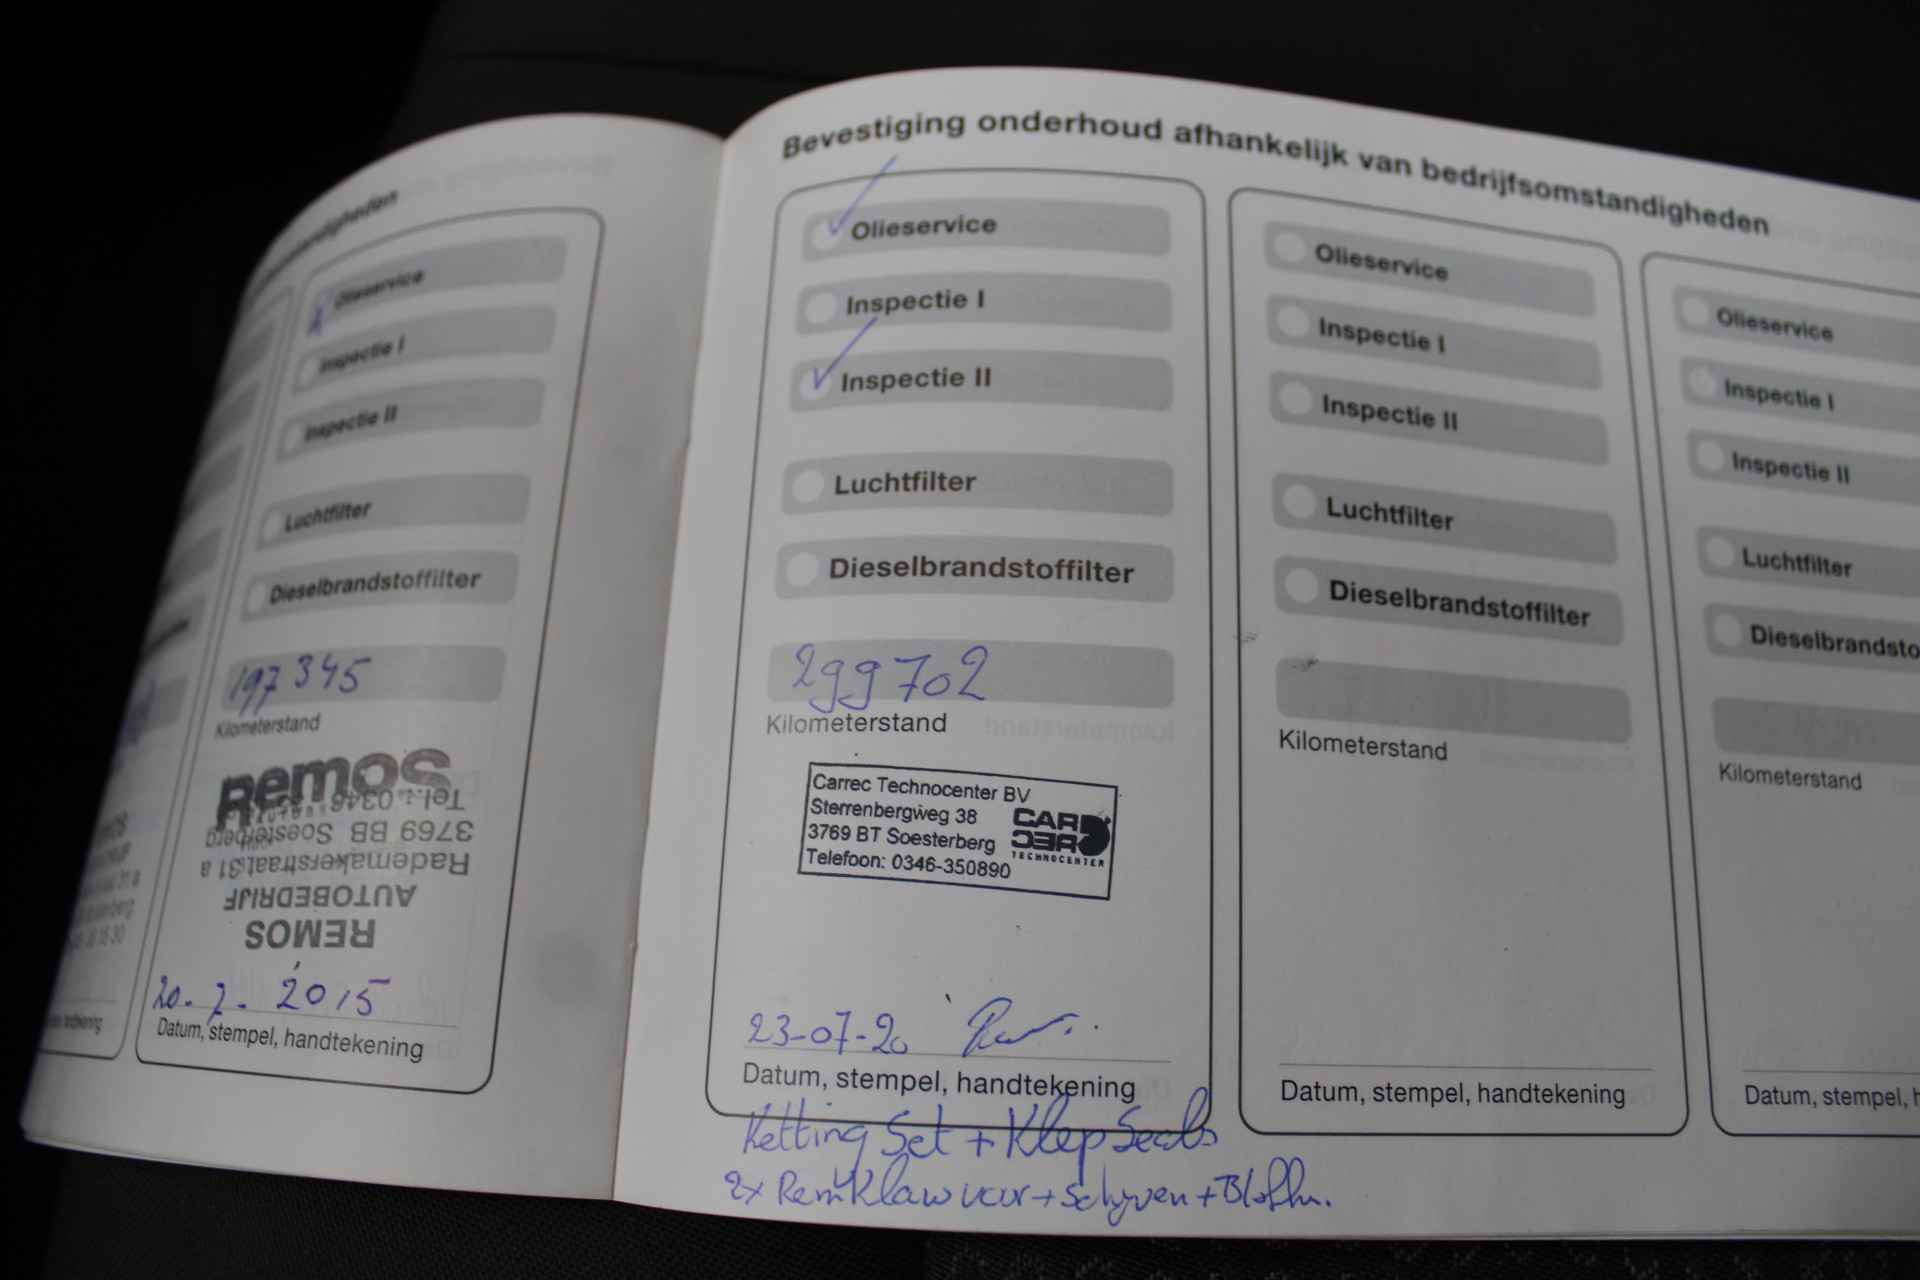 Olieservice
Inspectie I
Inspectie II
Luchtfilter
Dieselbrandstoffilter
197 345
Kilometerstand
Remos
Tel.: 0346
3769 BB Soesterberg
Rademakerstraat 31 a
AUTOBEDRIJF
REMOS
20-7-2015
Datum, stempel, handtekening
Bevestiging onderhoud afhankelijk van bedrijfsomstandigheden
Olieservice
Inspectie I
Inspectie II
Luchtfilter
Dieselbrandstoffilter
299702
Kilometerstand
Carrec Technocenter BV
Sterrenbergweg 38
3769 BT Soesterberg
Telefoon: 0346-350890
CAR
REC
TECHNOCENTER
23-07-20
Datum, stempel, handtekening
Ketting Set + Klep Seals
2x RemKlauw voor + Schyven + Blokken.
Olieservice
Inspectie I
Inspectie II
Luchtfilter
Dieselbrandstoffilter
Kilometerstand
Datum, stempel, handtekening
Olieservice
Inspectie I
Inspectie II
Luchtfilter
Dieselbrandsto
Kilometerstand
Datum, stempel, h